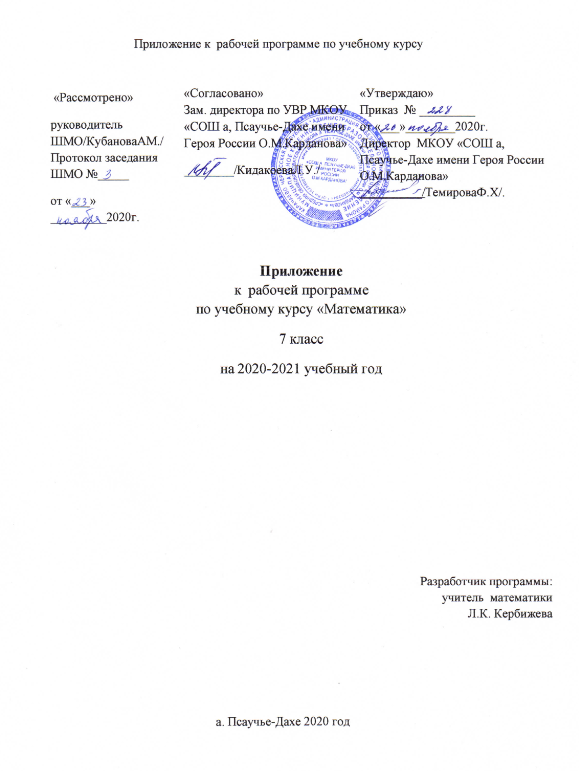 Приложение к рабочей программе по учебному курсу
«Рассмотрено»
руководитель
ШМО/КубановаАМ./
Протокол заседания
ШМО № 3
от «23»
ноября 2020г.
«Согласовано»
Зам. директора по УВР МКОУ
«СОШ а, Псаучье-Дахе имени
Героя России О.М.Карданова»
/КидакоеваЛ.У./
«Утверждаю»
Приказ № 224
от «20» ноября 2020г.
Директор МКОУ «СОШ а,
Псаучье-Дахе имени Героя России
О.М.Карданова»
/ТемироваФ.Х/.
Приложение
к рабочей программе
по учебному курсу «Математика»
7 класс
на 2020-2021 учебный год
Разработчик программы:
учитель математики
Л.К. Кербижева
а. Псаучье-Дахе 2020 год